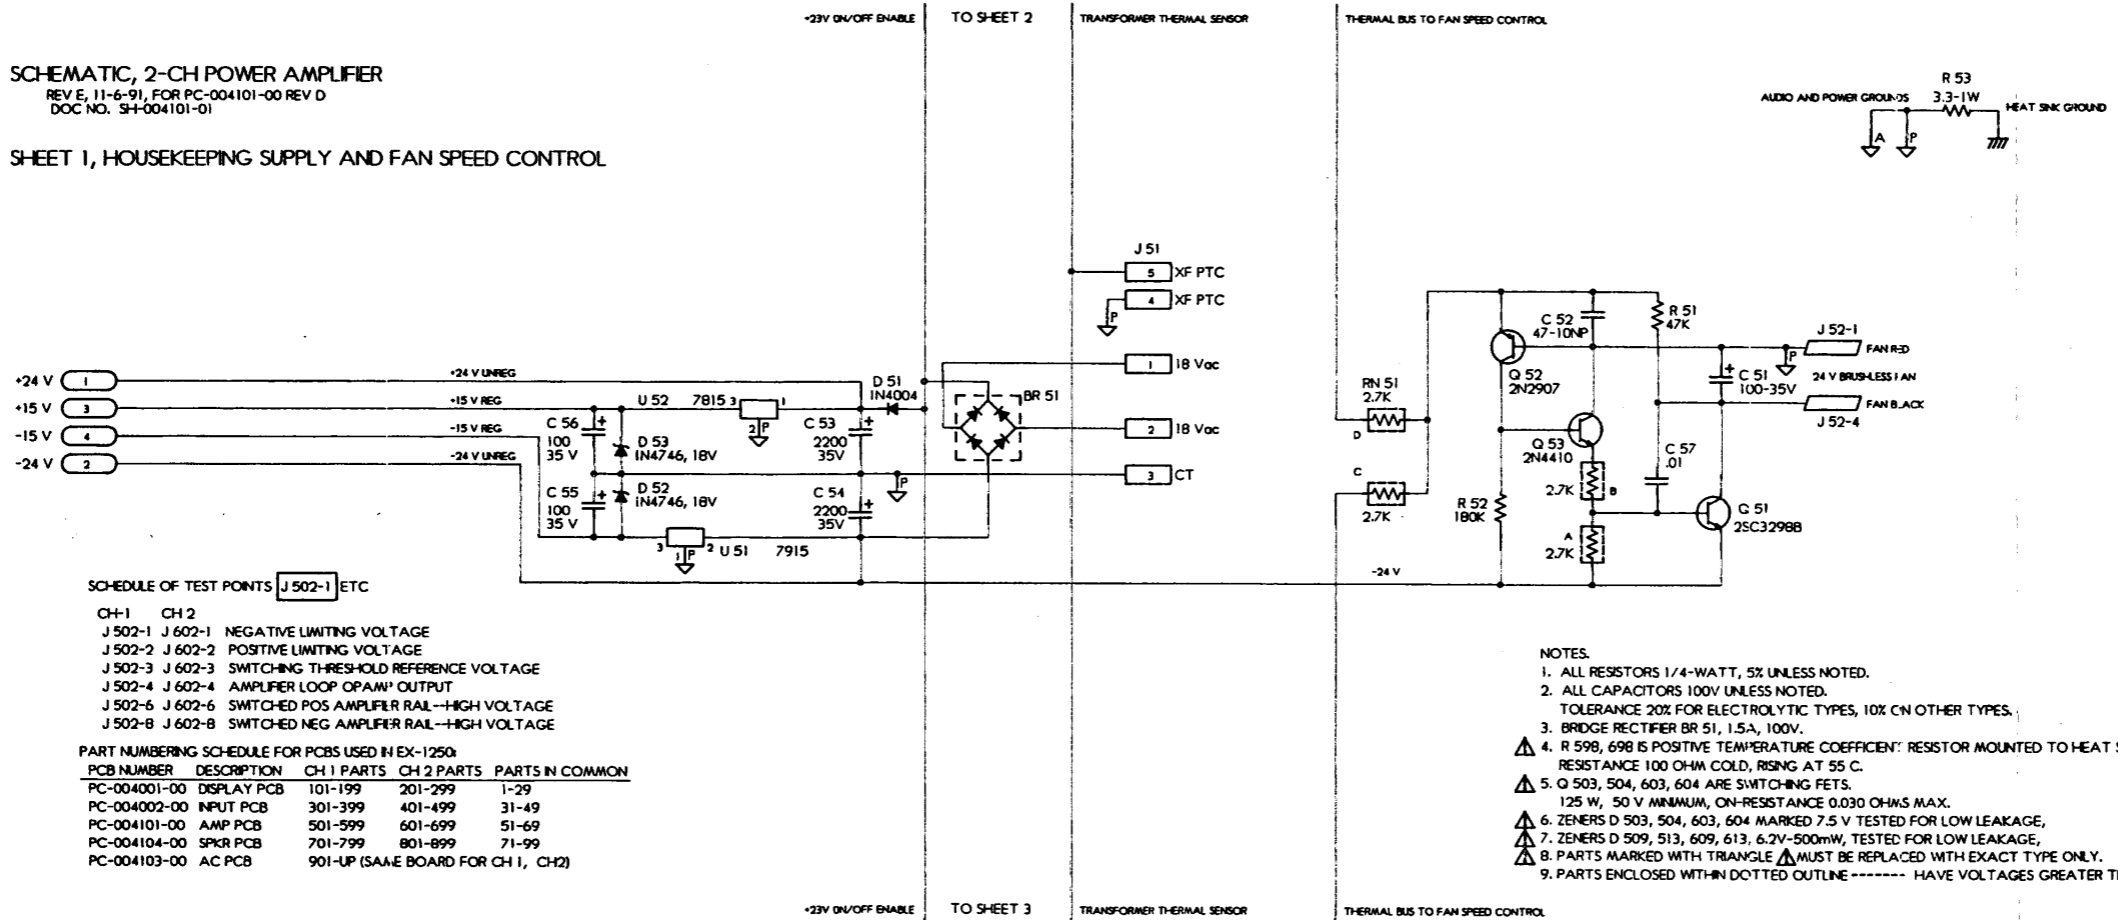 +23V ON/OFF ENABLE
TO SHEET 2
TRANSFORMER THERMAL SENSOR
THERMAL BUS TO FAN SPEED CONTROL
SCHEMATIC, 2-CH POWER AMPLIFIER
REV E, 11-6-91, FOR PC-004101-00 REV D
DOC NO. SH-004101-01
SHEET 1, HOUSEKEEPING SUPPLY AND FAN SPEED CONTROL
R 53
AUDIO AND POWER GROUNDS
3.3-1W
HEAT SINK GROUND
A
P
J 51
5 XF PTC
4 XF PTC
P
1 18 Vac
2 18 Vac
3 CT
+24 V 1
+15 V 3
-15 V 4
-24 V 2
+24 V UNREG
+15 V REG
-15 V REG
-24 V UNREG
U 52 7815 3 1
2 P
D 51
1N4004
BR 51
C 56
100
35 V
D 53
1N4746, 18V
C 53
2200
35V
P
C 55
100
35 V
D 52
1N4746, 18V
C 54
2200
35V
3 2 U 51 7915
1 P
RN 51
2.7K
D
C
2.7K
C 52
47-10NP
R 51
47K
Q 52
2N2907
Q 53
2N4410
2.7K B
A
2.7K
R 52
180K
C 57
.01
Q 51
2SC3298B
P
C 51
100-35V
J 52-1
FAN RED
24 V BRUSHLESS FAN
FAN BLACK
J 52-4
-24 V
SCHEDULE OF TEST POINTS J 502-1 ETC
CH-1 CH 2
J 502-1 J 602-1 NEGATIVE LIMITING VOLTAGE
J 502-2 J 602-2 POSITIVE LIMITING VOLTAGE
J 502-3 J 602-3 SWITCHING THRESHOLD REFERENCE VOLTAGE
J 502-4 J 602-4 AMPLIFIER LOOP OPAMP OUTPUT
J 502-6 J 602-6 SWITCHED POS AMPLIFER RAIL--HIGH VOLTAGE
J 502-8 J 602-8 SWITCHED NEG AMPLIFER RAIL--HIGH VOLTAGE
PART NUMBERING SCHEDULE FOR PCBS USED IN EX-1250:
PCB NUMBER DESCRIPTION CH 1 PARTS CH 2 PARTS PARTS IN COMMON
PC-004001-00 DISPLAY PCB 101-199 201-299 1-29
PC-004002-00 INPUT PCB 301-399 401-499 31-49
PC-004101-00 AMP PCB 501-599 601-699 51-69
PC-004104-00 SPKR PCB 701-799 801-899 71-99
PC-004103-00 AC PCB 901-UP (SAME BOARD FOR CH 1, CH2)
NOTES.
1. ALL RESISTORS 1/4-WATT, 5% UNLESS NOTED.
2. ALL CAPACITORS 100V UNLESS NOTED.
TOLERANCE 20% FOR ELECTROLYTIC TYPES, 10% ON OTHER TYPES.
3. BRIDGE RECTIFIER BR 51, 1.5A, 100V.
4. R 598, 698 IS POSITIVE TEMPERATURE COEFFICIENT RESISTOR MOUNTED TO HEAT
RESISTANCE 100 OHM COLD, RISING AT 55 C.
5. Q 503, 504, 603, 604 ARE SWITCHING FETS.
125 W, 50 V MINIMUM, ON-RESISTANCE 0.030 OHMS MAX.
6. ZENERS D 503, 504, 603, 604 MARKED 7.5 V TESTED FOR LOW LEAKAGE,
7. ZENERS D 509, 513, 609, 613, 6.2V-500mW, TESTED FOR LOW LEAKAGE,
8. PARTS MARKED WITH TRIANGLE MUST BE REPLACED WITH EXACT TYPE ONLY.
9. PARTS ENCLOSED WITHIN DOTTED OUTLINE ------- HAVE VOLTAGES GREATER
+23V ON/OFF ENABLE
TO SHEET 3
TRANSFORMER THERMAL SENSOR
THERMAL BUS TO FAN SPEED CONTROL